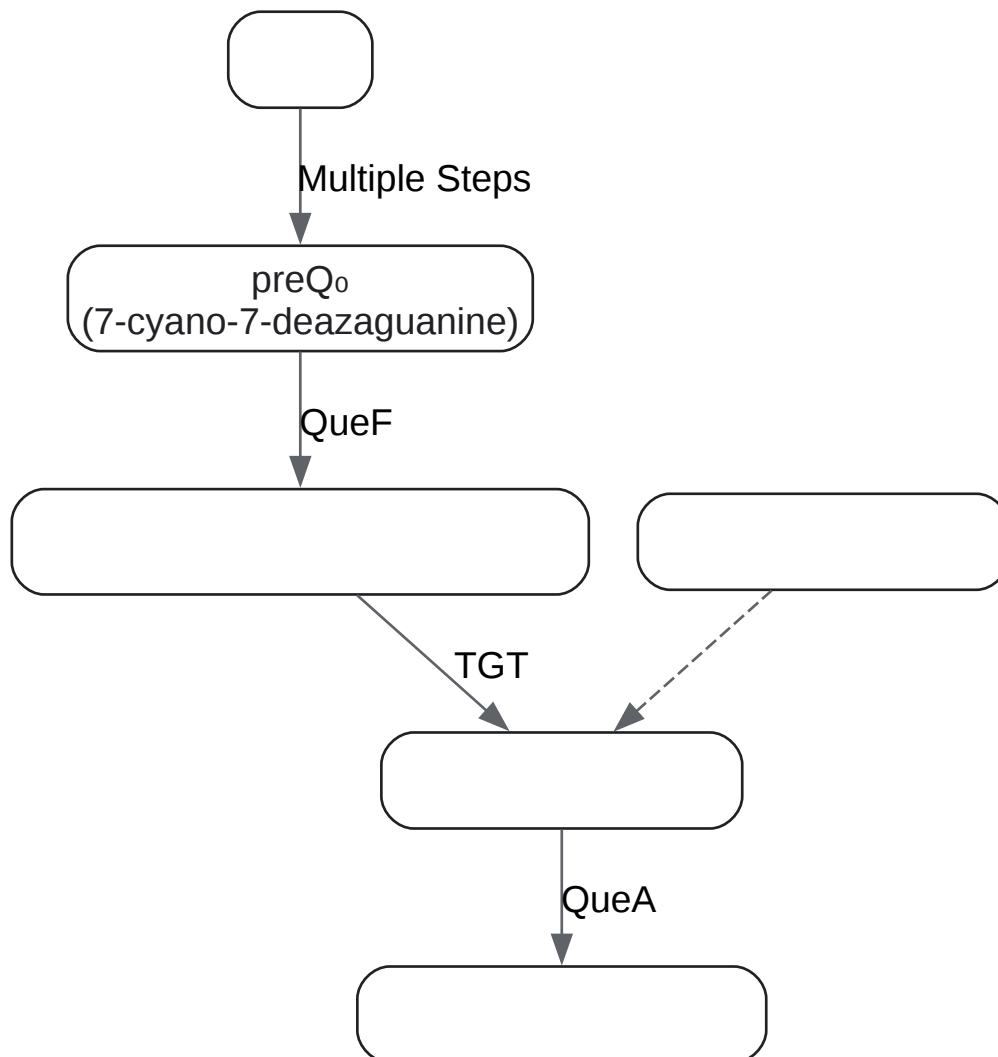 Multiple Steps
preQ₀
(7-cyano-7-deazaguanine)
QueF
TGT
QueA